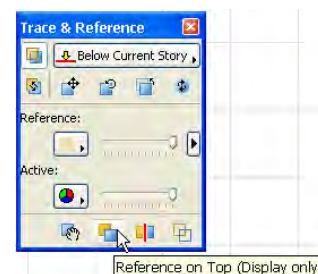 Trace & Reference
Below Current Story
Reference:
Active:
Reference on Top (Display only